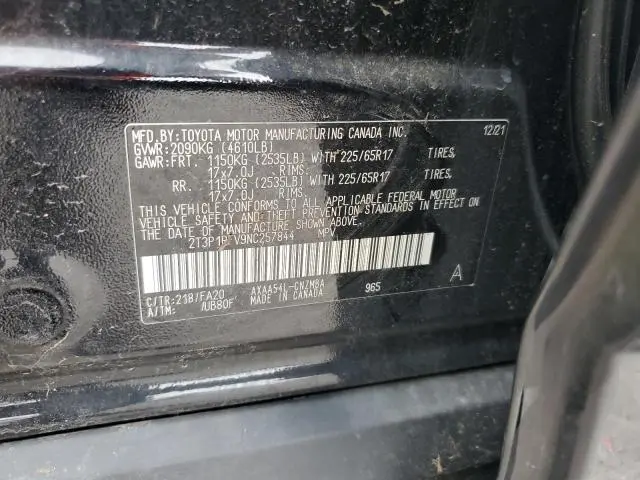 MFD.BY:TOYOTA MOTOR MANUFACTURING CANADA INC. 12/21
GVWR:2090KG (4610LB)
GAWR:FRT. 1150KG (2535LB) WITH 225/65R17 TIRES,
17x7.0J RIMS,
RR. 1150KG (2535LB) WITH 225/65R17 TIRES,
17x7.0J RIMS
THIS VEHICLE CONFORMS TO ALL APPLICABLE FEDERAL MOTOR
VEHICLE SAFETY AND THEFT PREVENTION STANDARDS IN EFFECT ON
THE DATE OF MANUFACTURE SHOWN ABOVE.
MPV
A
C/TR:218/FA20 AXAA54L-CNZMBA 965
A/TM: /UB80F MADE IN CANADA